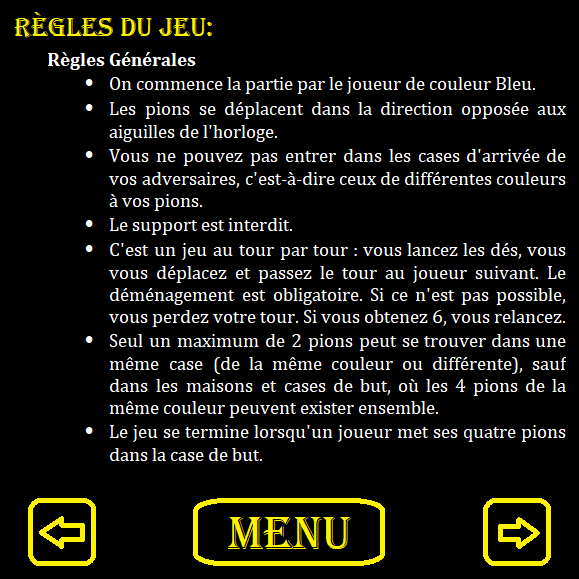 RÈGLES DU JEU:
Règles Générales
• On commence la partie par le joueur de couleur Bleu.
• Les pions se déplacent dans la direction opposée aux
aiguilles de l'horloge.
• Vous ne pouvez pas entrer dans les cases d'arrivée de
vos adversaires, c'est-à-dire ceux de différentes couleurs
à vos pions.
• Le support est interdit.
• C'est un jeu au tour par tour : vous lancez les dés, vous
vous déplacez et passez le tour au joueur suivant. Le
déménagement est obligatoire. Si ce n'est pas possible,
vous perdez votre tour. Si vous obtenez 6, vous relancez.
• Seul un maximum de 2 pions peut se trouver dans une
même case (de la même couleur ou différente), sauf
dans les maisons et cases de but, où les 4 pions de la
même couleur peuvent exister ensemble.
• Le jeu se termine lorsqu'un joueur met ses quatre pions
dans la case de but.
MENU